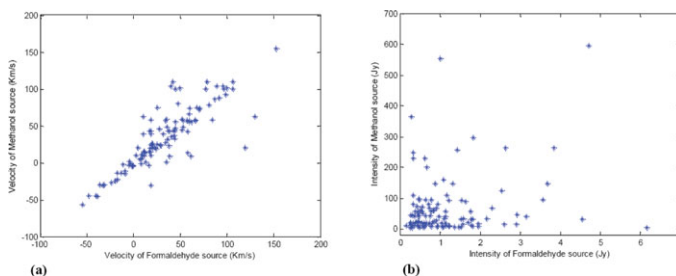 150
100
50
0
-50
-100
-100 -50 0 50 100 150 200
Velocity of Methanol source (Km/s)
Velocity of Formaldehyde source (Km/s)
(a)
700
600
500
400
300
200
100
0
0 1 2 3 4 5 6
Intensity of Methanol source (Jy)
Intensity of Formaldehyde source (Jy)
(b)